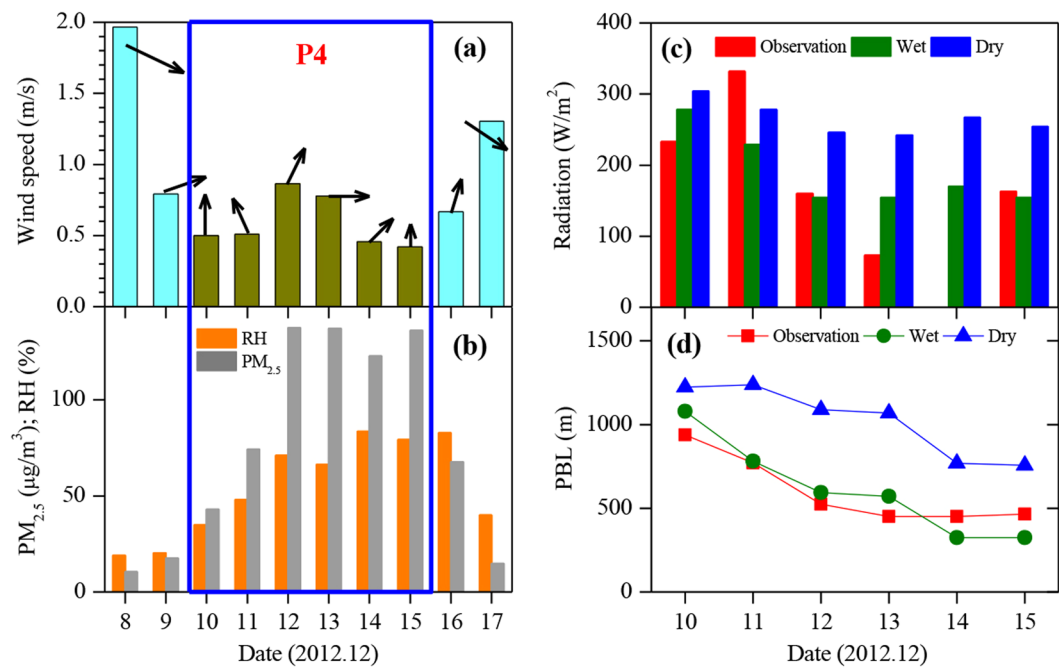 (a)
P4
Wind speed (m/s)
2.0
1.5
1.0
0.5
0.0
(b)
RH
PM2.5
PM2.5 (μg/m3); RH (%)
100
50
0
8 9 10 11 12 13 14 15 16 17
Date (2012.12)
(c)
Observation Wet Dry
Radiation (W/m2)
400
300
200
100
0
(d)
Observation Wet Dry
PBL (m)
1500
1000
500
0
10 11 12 13 14 15
Date (2012.12)